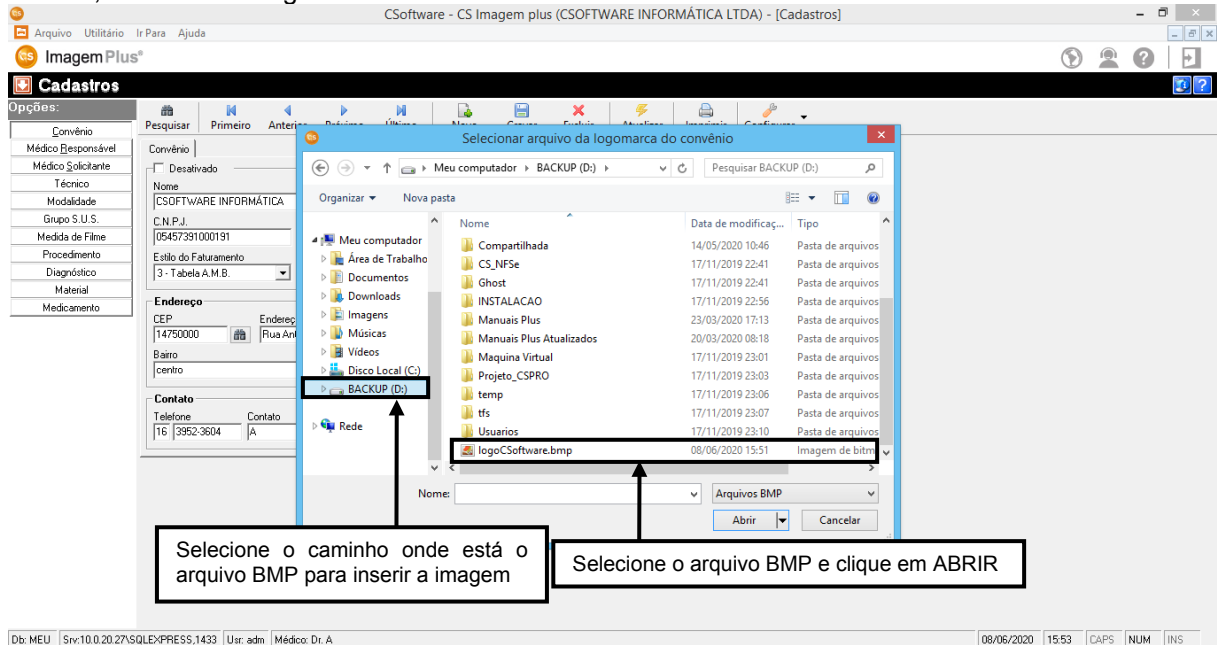 CSoftware - CS Imagem plus (CSOFTWARE INFORMÁTICA LTDA) - [Cadastros]
Arquivo Utilitário Ir Para Ajuda
cs Imagem Plus®
Cadastros
Opções:
Convênio
Médico Responsável
Médico Solicitante
Técnico
Modalidade
Grupo S.U.S.
Medida de Filme
Procedimento
Diagnóstico
Material
Medicamento
Pesquisar Primeiro
Convênio
Desativado
Nome
CSOFTWARE INFORMÁTICA
C.N.P.J.
05457391000191
Estilo do Faturamento
3 - Tabela A.M.B.
Endereço
CEP
14750000
Bairro
centro
Contato
Telefone Contato
16 3952-3604 A
Selecionar arquivo da logomarca do convênio
Meu computador BACKUP (D:)
Pesquisar BACKUP (D:)
Organizar Nova pasta
Meu computador
Área de Trabalho
Documentos
Downloads
Imagens
Músicas
Vídeos
Disco Local (C:)
BACKUP (D:)
Rede
Nome Data de modificaç... Tipo
Compartilhada 14/05/2020 10:46 Pasta de arquivos
CS_NFSe 17/11/2019 22:41 Pasta de arquivos
Ghost 17/11/2019 22:41 Pasta de arquivos
INSTALACAO 17/11/2019 22:56 Pasta de arquivos
Manuais Plus 23/03/2020 17:13 Pasta de arquivos
Manuais Plus Atualizados 20/03/2020 08:18 Pasta de arquivos
Maquina Virtual 17/11/2019 23:01 Pasta de arquivos
Projeto_CSPRO 17/11/2019 23:03 Pasta de arquivos
temp 17/11/2019 23:06 Pasta de arquivos
tfs 17/11/2019 23:07 Pasta de arquivos
Usuarios 17/11/2019 23:10 Pasta de arquivos
logoCSoftware.bmp 08/06/2020 15:51 Imagem de bitm
Nome:
Arquivos BMP
Abrir Cancelar
Selecione o caminho onde está o
arquivo BMP para inserir a imagem
Selecione o arquivo BMP e clique em ABRIR
Db: MEU Srv:10.0.20.27\SQLEXPRESS,1433 Usr: adm Médico: Dr. A
08/06/2020 15:53 CAPS NUM INS